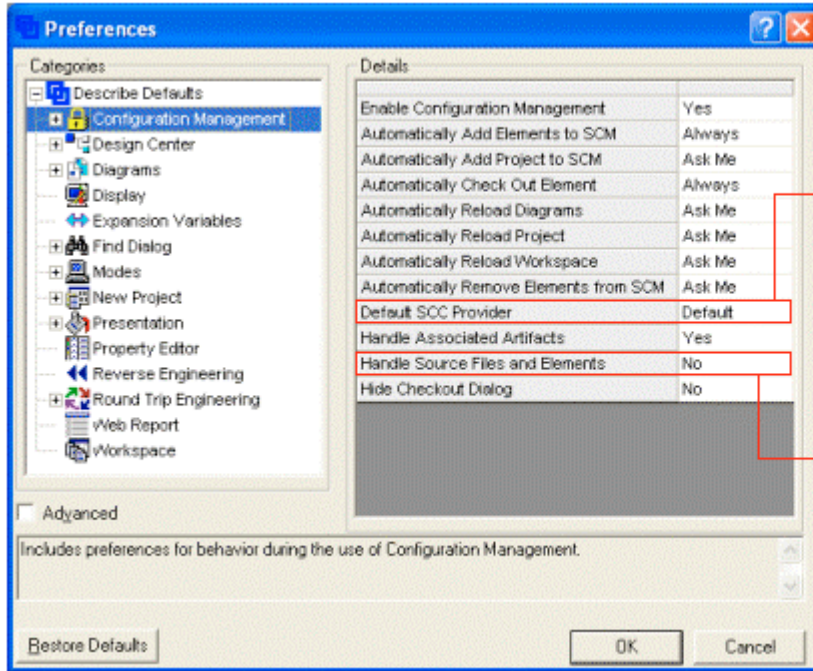 Preferences
Categories
Describe Defaults
Configuration Management
Design Center
Diagrams
Display
Expansion Variables
Find Dialog
Modes
New Project
Presentation
Property Editor
Reverse Engineering
Round Trip Engineering
Web Report
Workspace
Details
Enable Configuration Management Yes
Automatically Add Elements to SCM Always
Automatically Add Project to SCM Ask Me
Automatically Check Out Element Always
Automatically Reload Diagrams Ask Me
Automatically Reload Project Ask Me
Automatically Reload Workspace Ask Me
Automatically Remove Elements from SCM Ask Me
Default SCC Provider Default
Handle Associated Artifacts Yes
Handle Source Files and Elements No
Hide Checkout Dialog No
Advanced
Includes preferences for behavior during the use of Configuration Management.
Restore Defaults
OK
Cancel